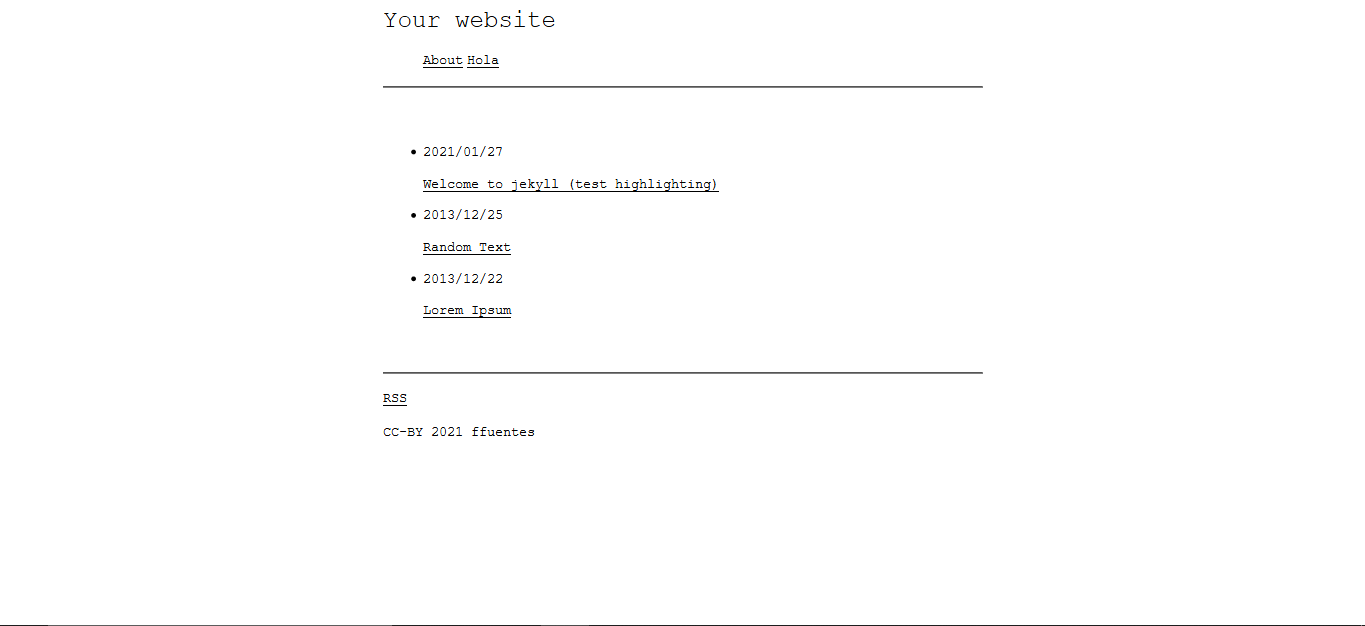 Your website
About Hola
2021/01/27
Welcome to jekyll (test highlighting)
2013/12/25
Random Text
2013/12/22
Lorem Ipsum
RSS
CC-BY 2021 ffuentes